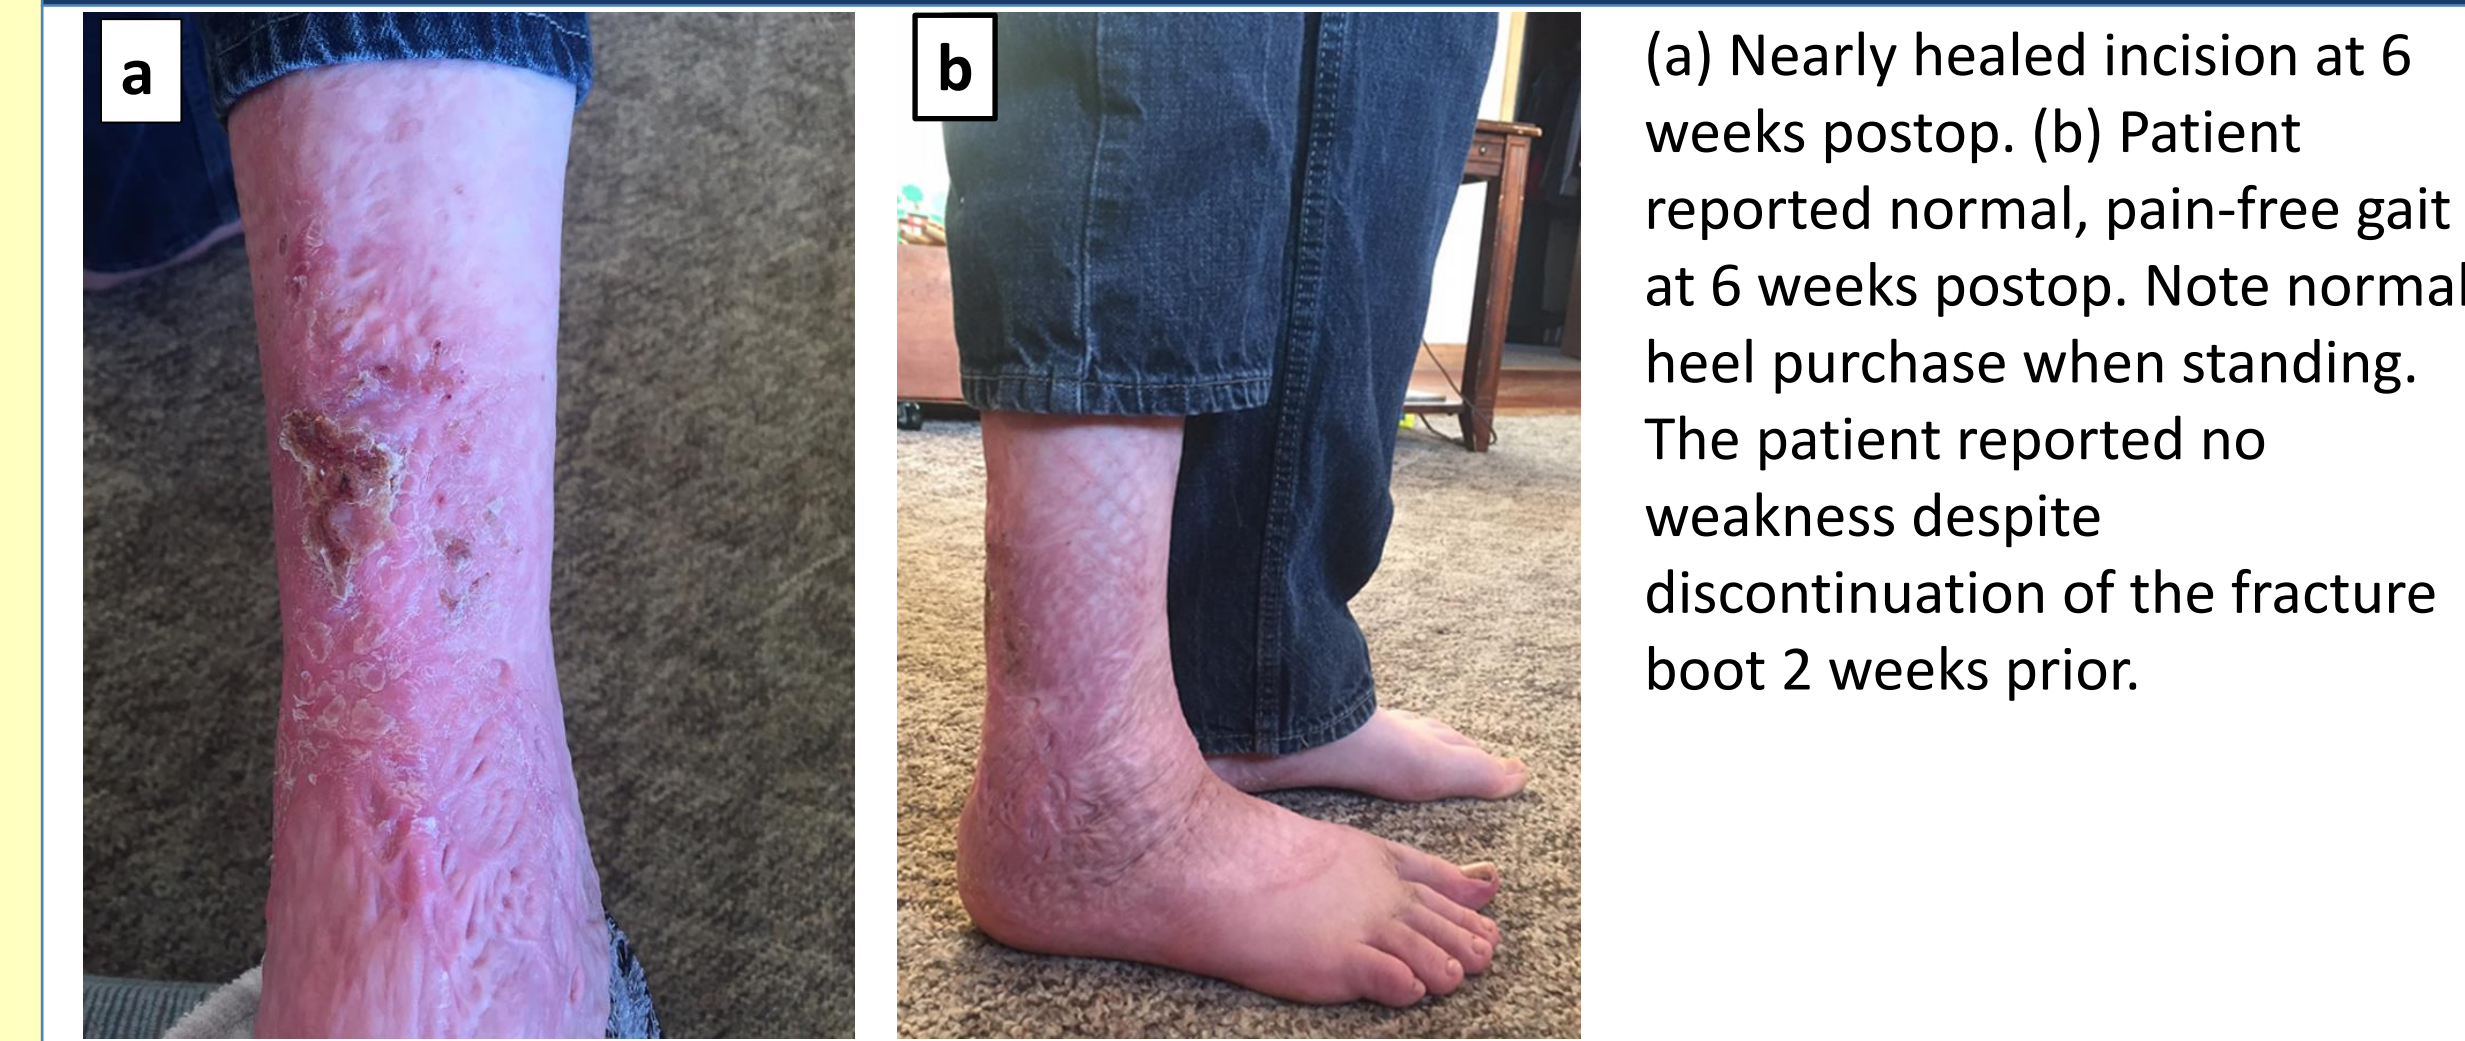 a
b
(a) Nearly healed incision at 6
weeks postop. (b) Patient
reported normal, pain-free gait
at 6 weeks postop. Note normal
heel purchase when standing.
The patient reported no
weakness despite
discontinuation of the fracture
boot 2 weeks prior.